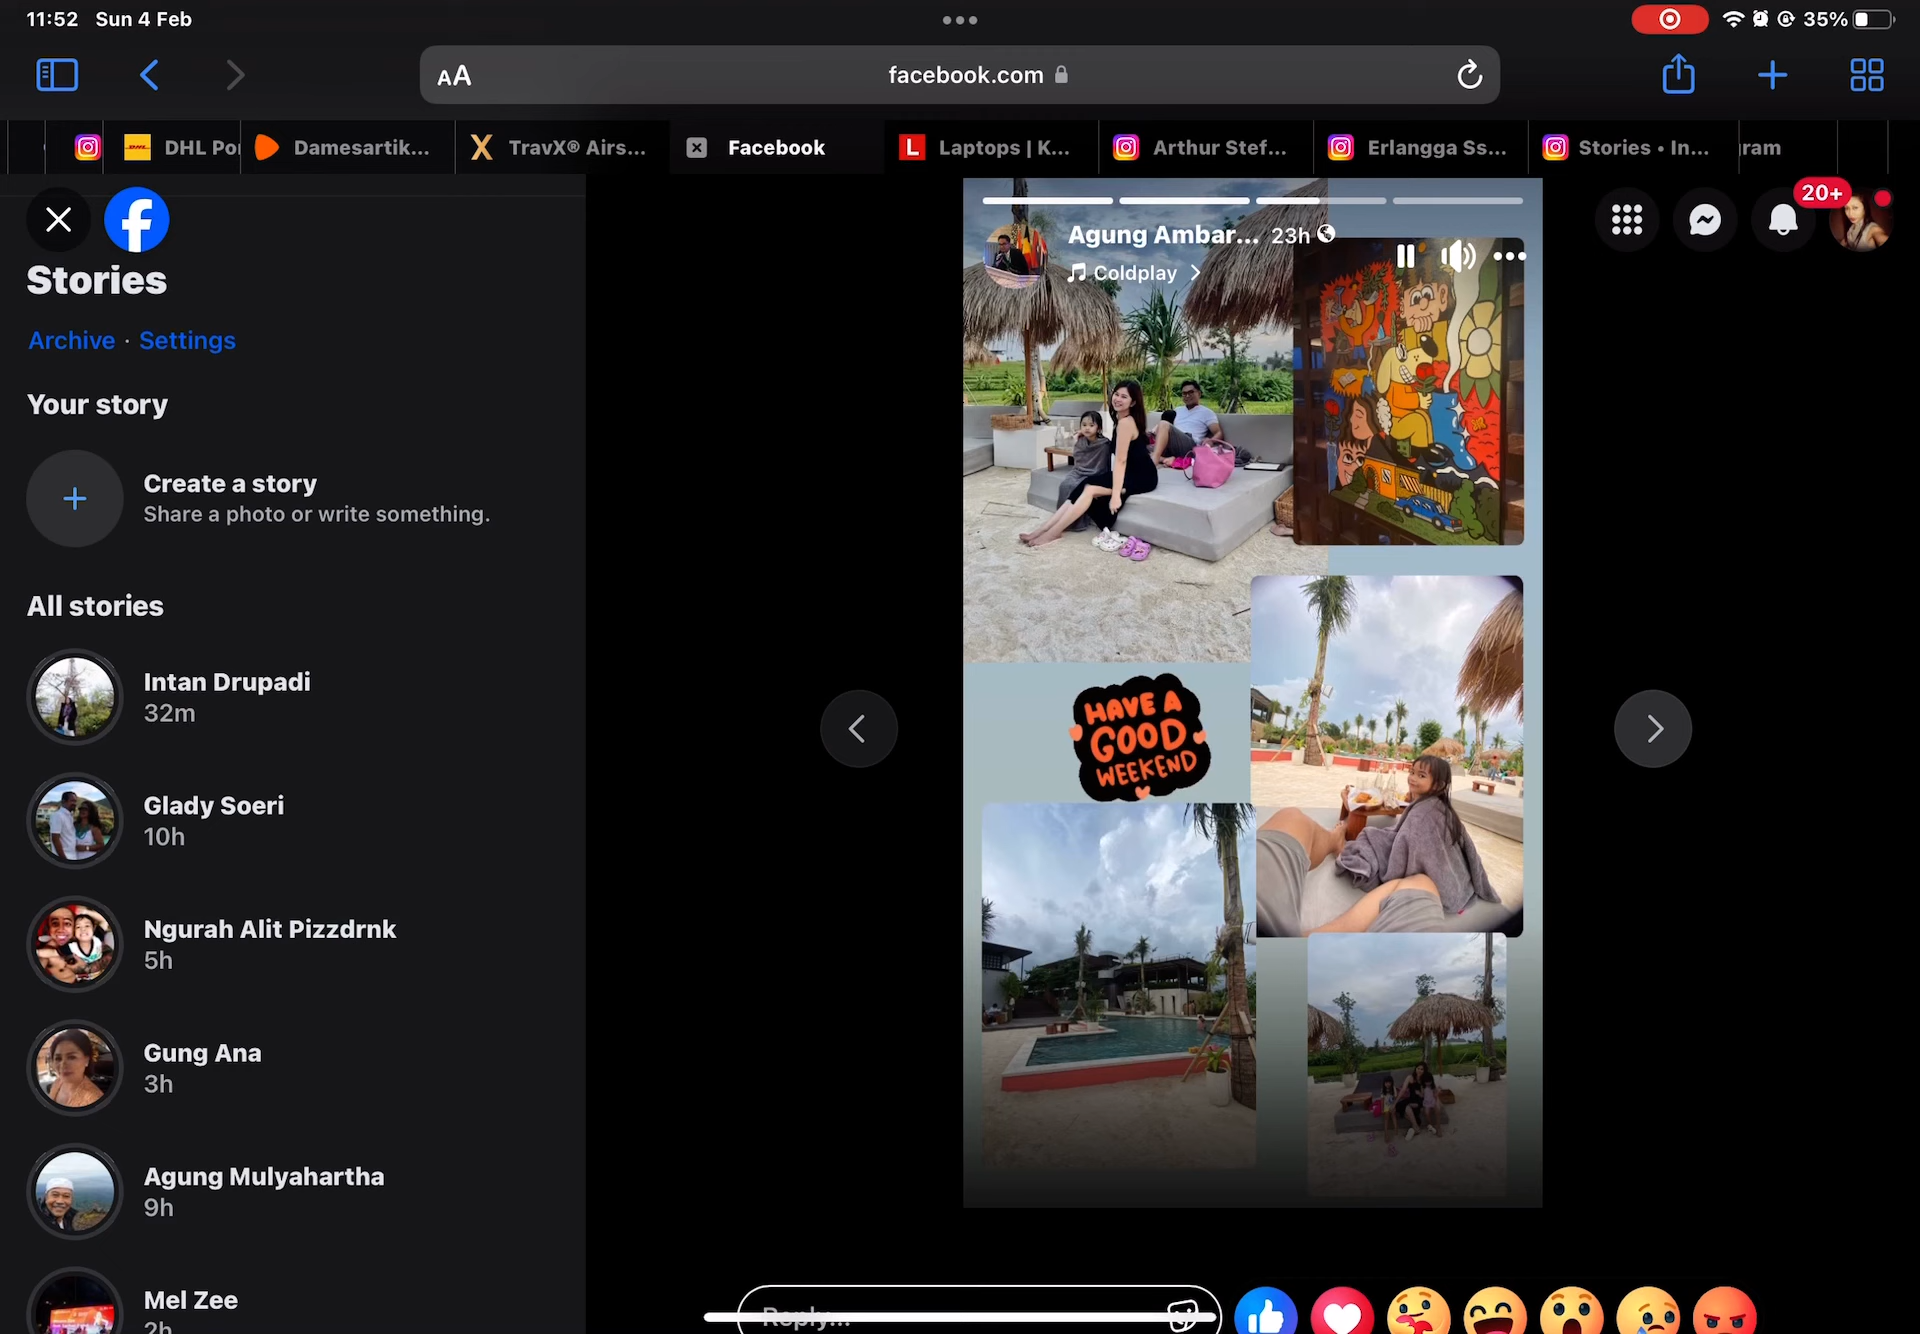 11:52 Sun 4 Feb
35%
AA
facebook.com
DHL Por
Damesartik...
TravX® Airs...
Facebook
L
Laptops | K...
Arthur Stef...
Erlangga Ss...
Stories • In...
ram
20+
Stories
Archive · Settings
Your story
Create a story
Share a photo or write something.
All stories
Intan Drupadi
32m
Glady Soeri
10h
Ngurah Alit Pizzdrnk
5h
Gung Ana
3h
Agung Mulyahartha
9h
Mel Zee
2h
Agung Ambar... 23h
Coldplay
HAVE A
GOOD
WEEKEND
Reply...